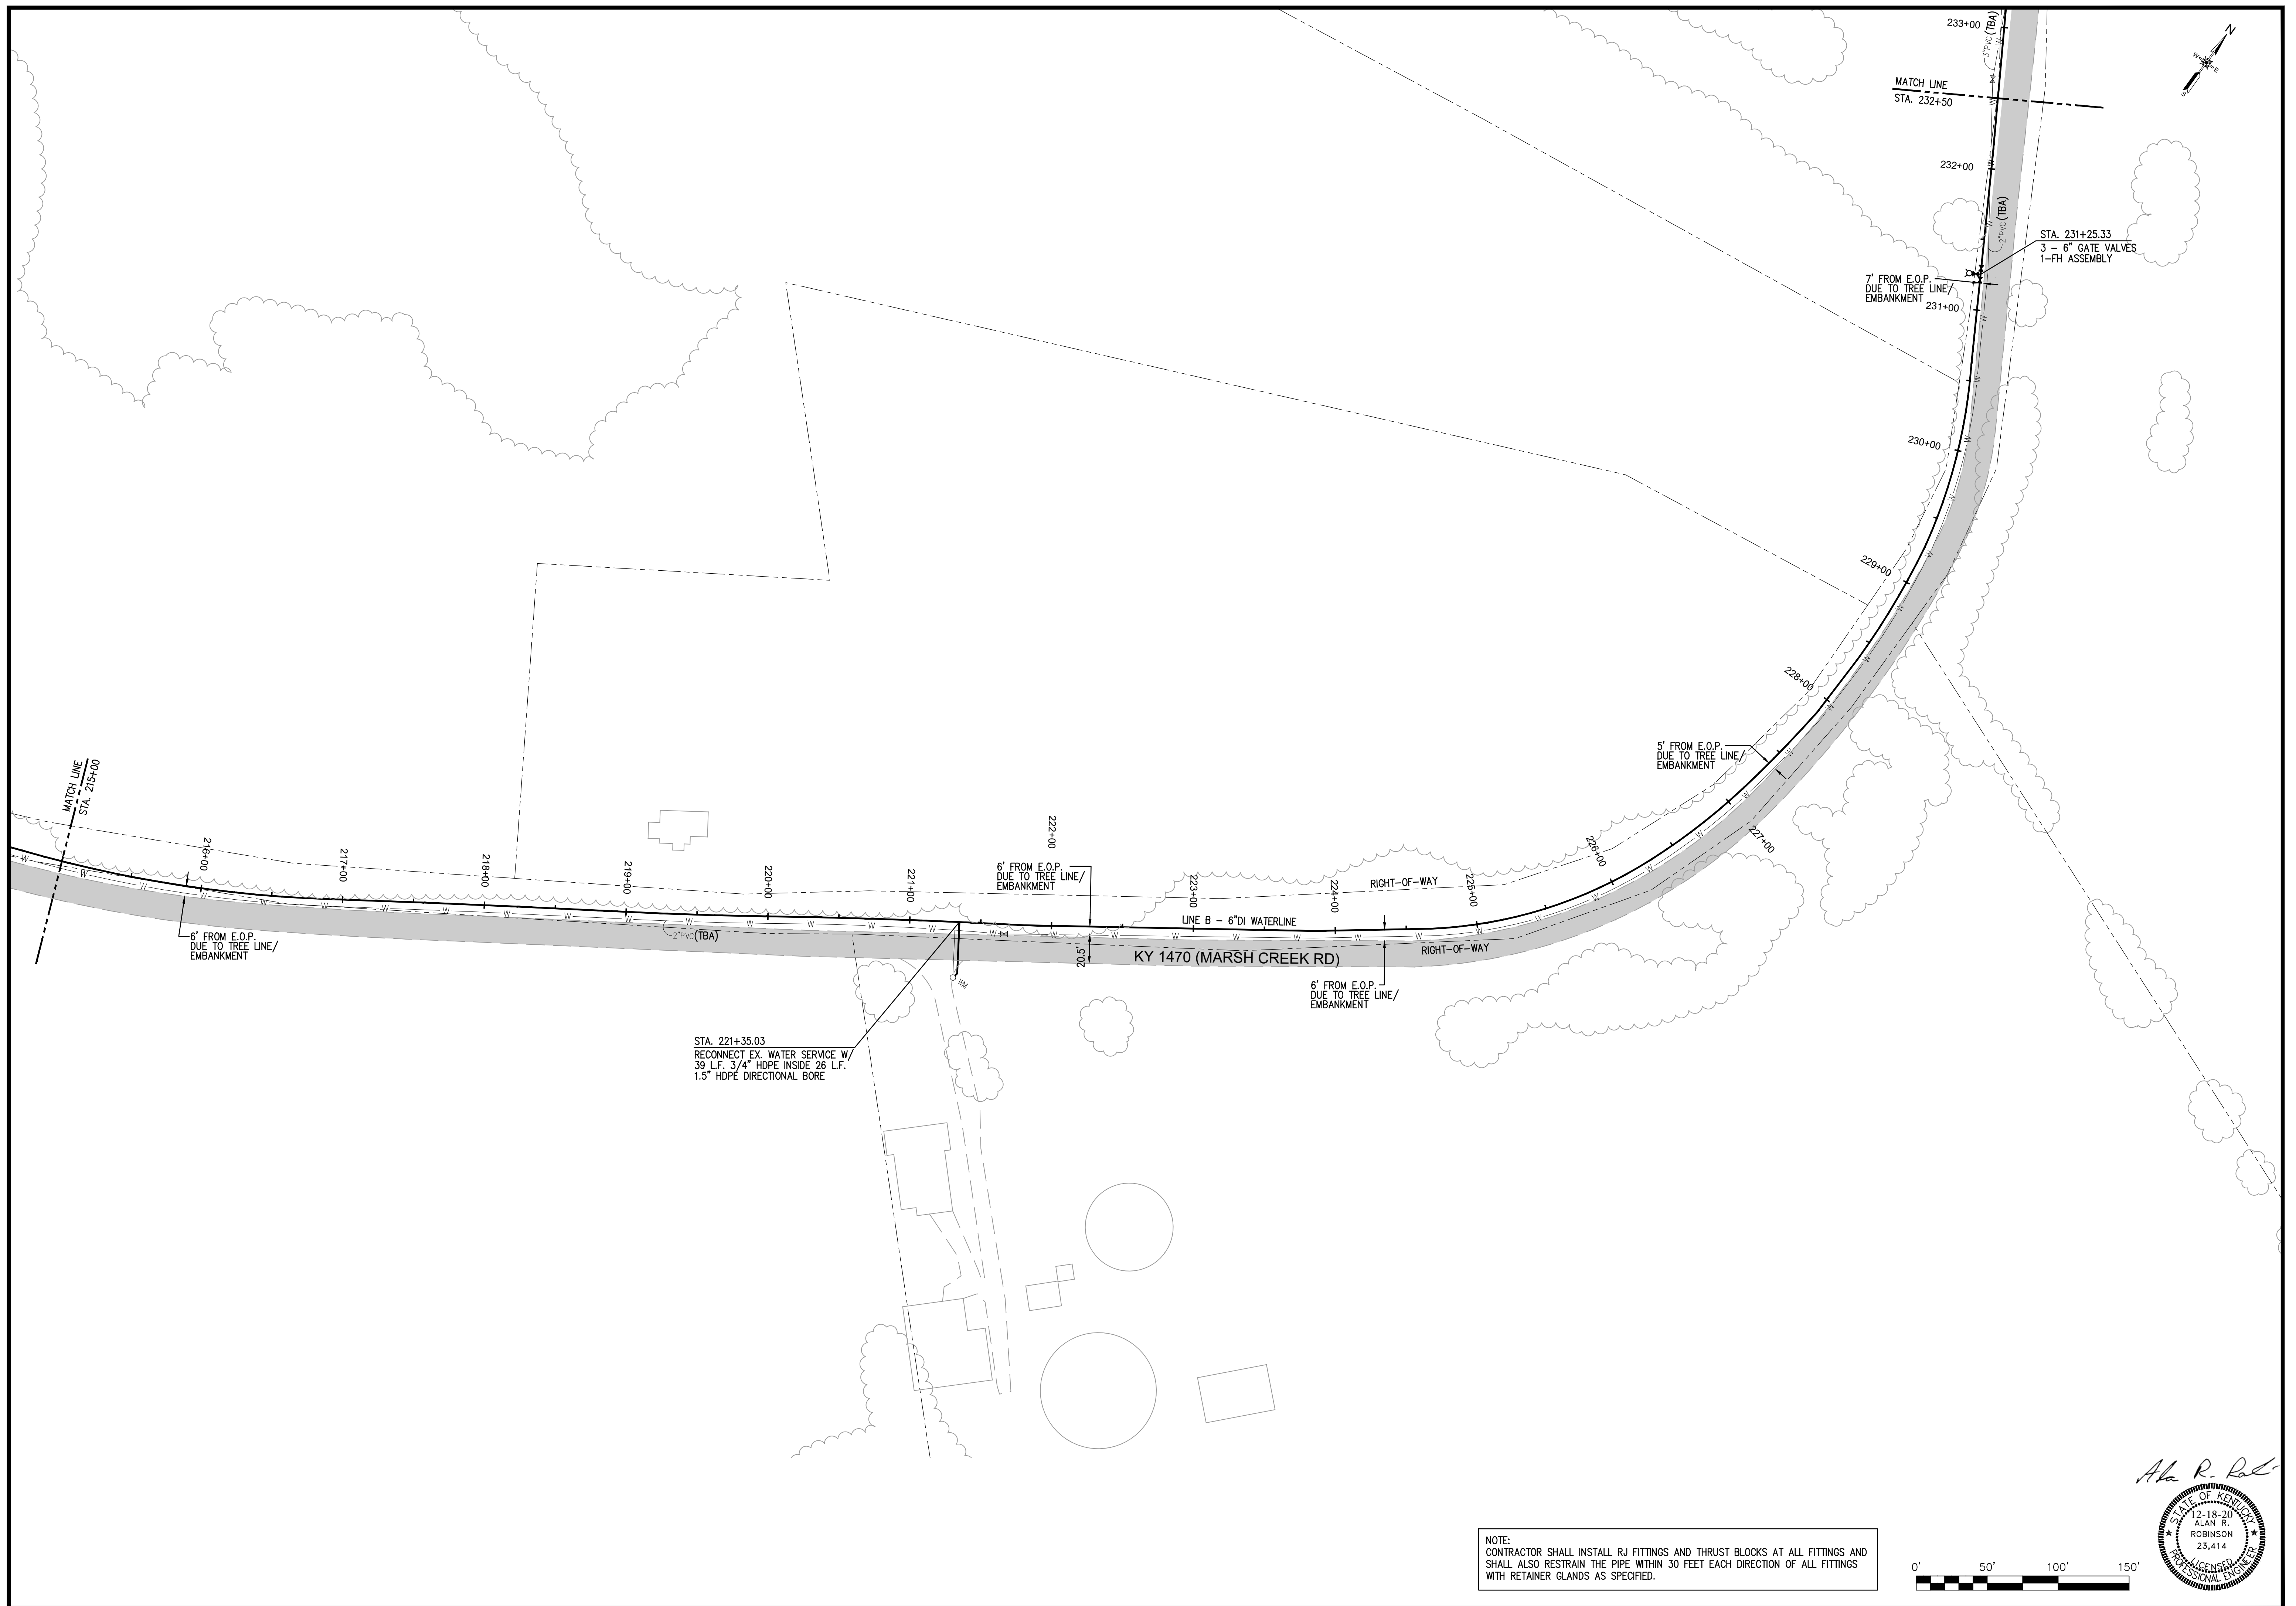 233+00
3"PVC(TBA)
N
W
E
S
MATCH LINE
STA. 232+50
232+00
2"PVC(TBA)
STA. 231+25.33
3 - 6" GATE VALVES
1-FH ASSEMBLY
7' FROM E.O.P.
DUE TO TREE LINE/
EMBANKMENT
231+00
230+00
229+00
228+00
5' FROM E.O.P.
DUE TO TREE LINE/
EMBANKMENT
227+00
226+00
MATCH LINE
STA. 215+00
216+00
217+00
218+00
219+00
220+00
221+00
222+00
223+00
224+00
225+00
6' FROM E.O.P.
DUE TO TREE LINE/
EMBANKMENT
RIGHT-OF-WAY
LINE B - 6"DI WATERLINE
2"PVC(TBA)
6' FROM E.O.P.
DUE TO TREE LINE/
EMBANKMENT
20.5'
KY 1470 (MARSH CREEK RD)
RIGHT-OF-WAY
WM
6' FROM E.O.P.
DUE TO TREE LINE/
EMBANKMENT
STA. 221+35.03
RECONNECT EX. WATER SERVICE W/
39 L.F. 3/4" HDPE INSIDE 26 L.F.
1.5" HDPE DIRECTIONAL BORE
NOTE:
CONTRACTOR SHALL INSTALL RJ FITTINGS AND THRUST BLOCKS AT ALL FITTINGS AND
SHALL ALSO RESTRAIN THE PIPE WITHIN 30 FEET EACH DIRECTION OF ALL FITTINGS
WITH RETAINER GLANDS AS SPECIFIED.
0' 50' 100' 150'
STATE OF KENTUCKY
12-18-20
ALAN R.
ROBINSON
23,414
LICENSED
PROFESSIONAL ENGINEER